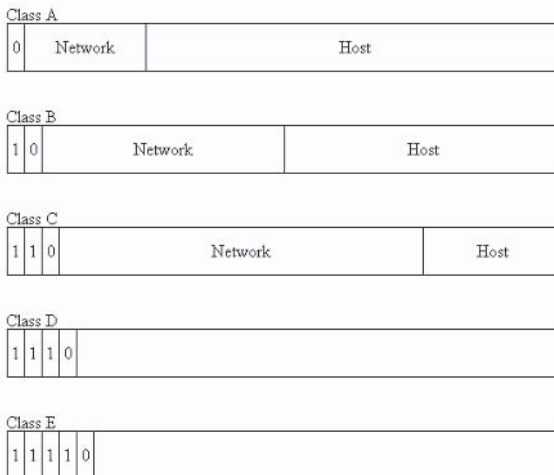 Class A
0 Network Host
Class B
1 0 Network Host
Class C
1 1 0 Network Host
Class D
1 1 1 0
Class E
1 1 1 1 0